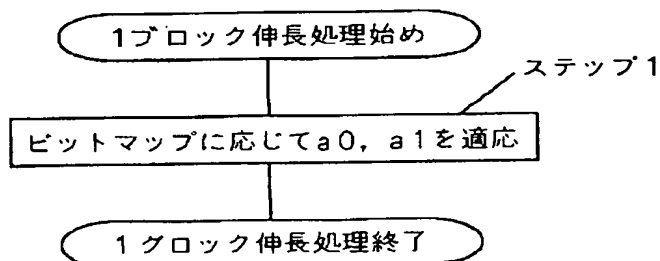 1ブロック伸長処理始め
ステップ1
ビットマップに応じてa0，a1を適応
1グロック伸長処理終了